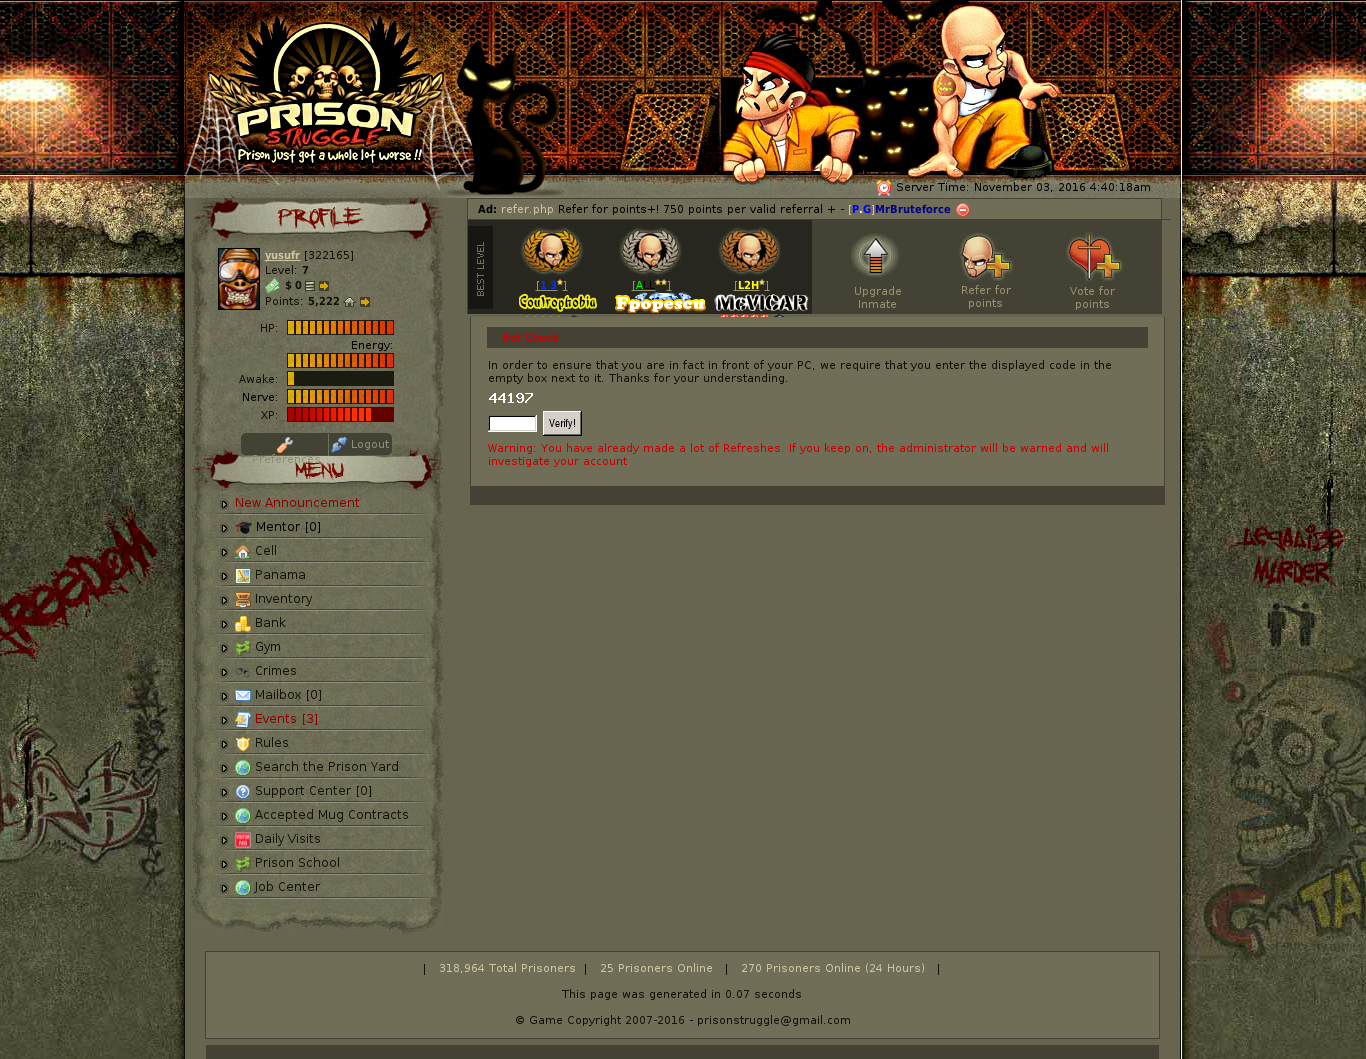 PRISON
STRUGGLE
Prison just got a whole lot worse !!
Server Time: November 03, 2016 4:40:18am
PROFILE
yusufr [322165]
Level: 7
$ 0
Points: 5,222
HP:
Energy:
Awake:
Nerve:
XP:
Preferences
Logout
MENU
New Announcement
Mentor [0]
Cell
Panama
Inventory
Bank
Gym
Crimes
Mailbox [0]
Events [3]
Rules
Search the Prison Yard
Support Center [0]
Accepted Mug Contracts
Daily Visits
Prison School
Job Center
Ad: refer.php Refer for points+! 750 points per valid referral + - [P.G]MrBruteforce
BEST LEVEL
Controphobia
Fpopescu
[L2H*]
McVICAR
Upgrade
Inmate
Refer for
points
Vote for
points
Bot Check
In order to ensure that you are in fact in front of your PC, we require that you enter the displayed code in the
empty box next to it. Thanks for your understanding.
44197
Verify!
Warning: You have already made a lot of Refreshes. If you keep on, the administrator will be warned and will
investigate your account
FREEDOM
LEGALIZE
MURDER
| 318,964 Total Prisoners | 25 Prisoners Online | 270 Prisoners Online (24 Hours) |
This page was generated in 0.07 seconds
© Game Copyright 2007-2016 - prisonstruggle@gmail.com